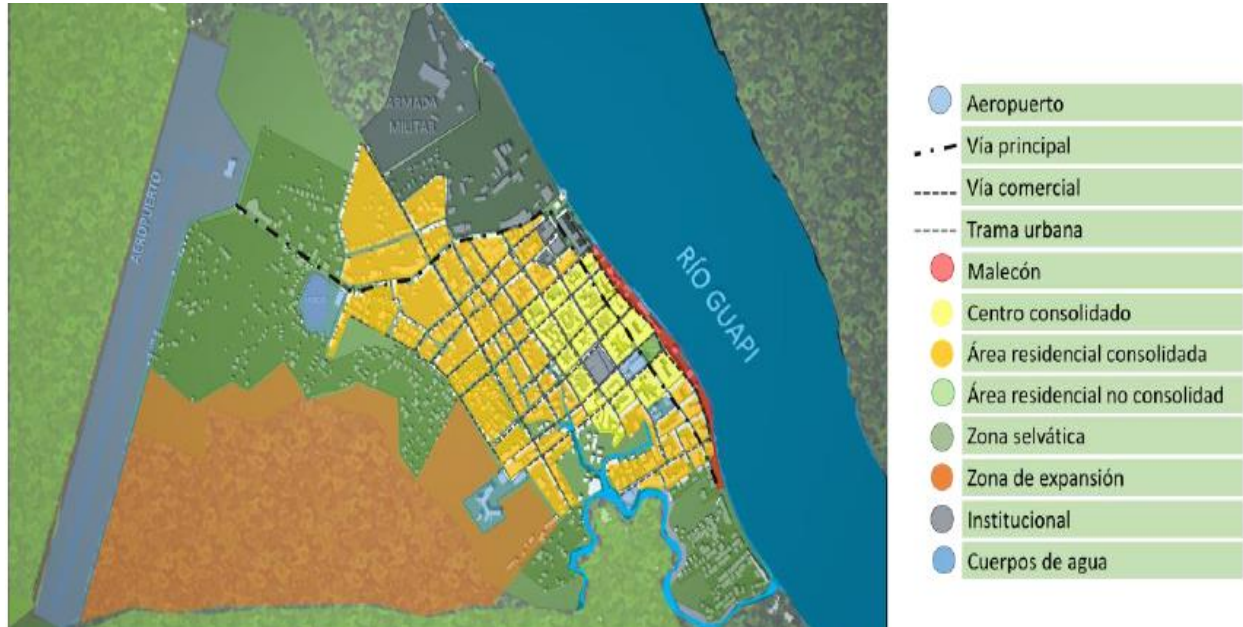 ARMADA
MILITAR
AEROPUERTO
RÍO GUAPI
Aeropuerto
Vía principal
Vía comercial
Trama urbana
Malecón
Centro consolidado
Área residencial consolidada
Área residencial no consolidad
Zona selvática
Zona de expansión
Institucional
Cuerpos de agua